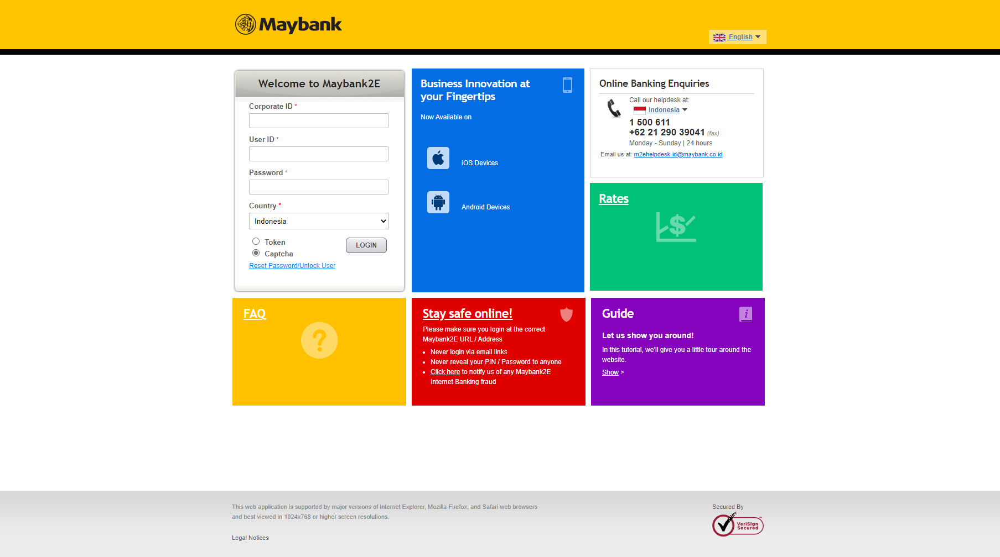 Maybank
English
Welcome to Maybank2E
Corporate ID *
User ID *
Password *
Country *
Indonesia
Token
Captcha
LOGIN
Reset Password/Unlock User
Business Innovation at
your Fingertips
Now Available on
iOS Devices
Android Devices
Online Banking Enquiries
Call our helpdesk at:
Indonesia
1 500 611
+62 21 290 39041 (fax)
Monday - Sunday | 24 hours
Email us at: m2ehelpdesk-id@maybank.co.id
Rates
$
FAQ
?
Stay safe online!
Please make sure you login at the correct
Maybank2E URL / Address
• Never login via email links
• Never reveal your PIN / Password to anyone
• Click here to notify us of any Maybank2E
Internet Banking fraud
Guide
i
Let us show you around!
In this tutorial, we'll give you a little tour around the
website.
Show >
This web application is supported by major versions of Internet Explorer, Mozilla Firefox, and Safari web browsers
and best viewed in 1024x768 or higher screen resolutions.
Legal Notices
Secured By
VeriSign
Secured